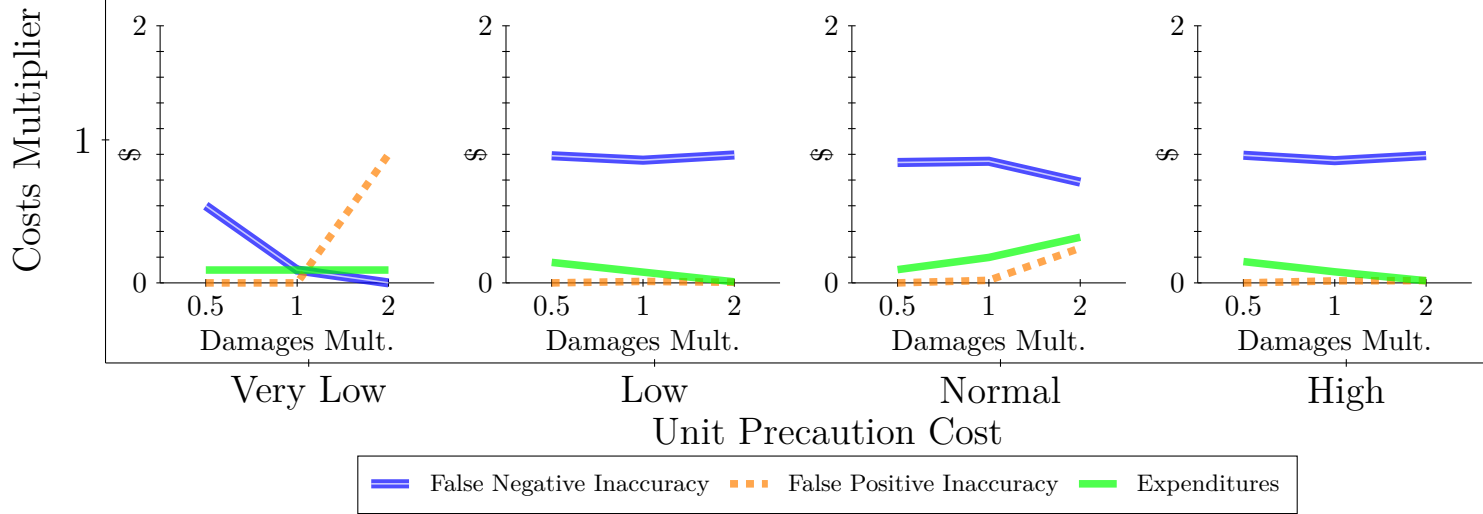 Costs Multiplier
1
2
$
0
0.5 1 2
Damages Mult.
2
$
0
0.5 1 2
Damages Mult.
2
$
0
0.5 1 2
Damages Mult.
2
$
0
0.5 1 2
Damages Mult.
Very Low Low Normal High
Unit Precaution Cost
False Negative Inaccuracy False Positive Inaccuracy Expenditures